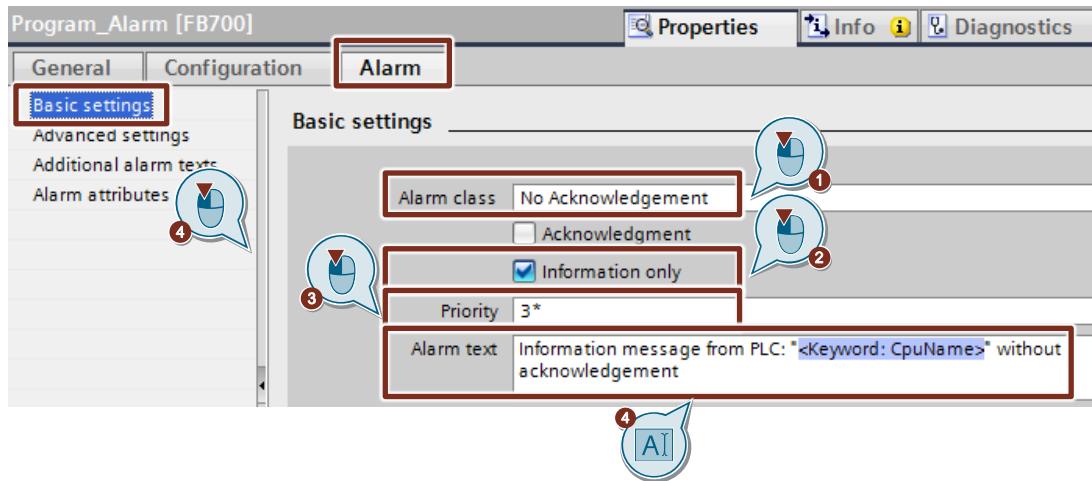 Program_Alarm [FB700]
Properties
Info
Diagnostics
General
Configuration
Alarm
Basic settings
Advanced settings
Additional alarm texts
Alarm attributes
4
Basic settings
Alarm class No Acknowledgement
1
Acknowledgment
2
Information only
3
Priority 3*
Alarm text Information message from PLC: "<Keyword: CpuName>" without
acknowledgement
4
A